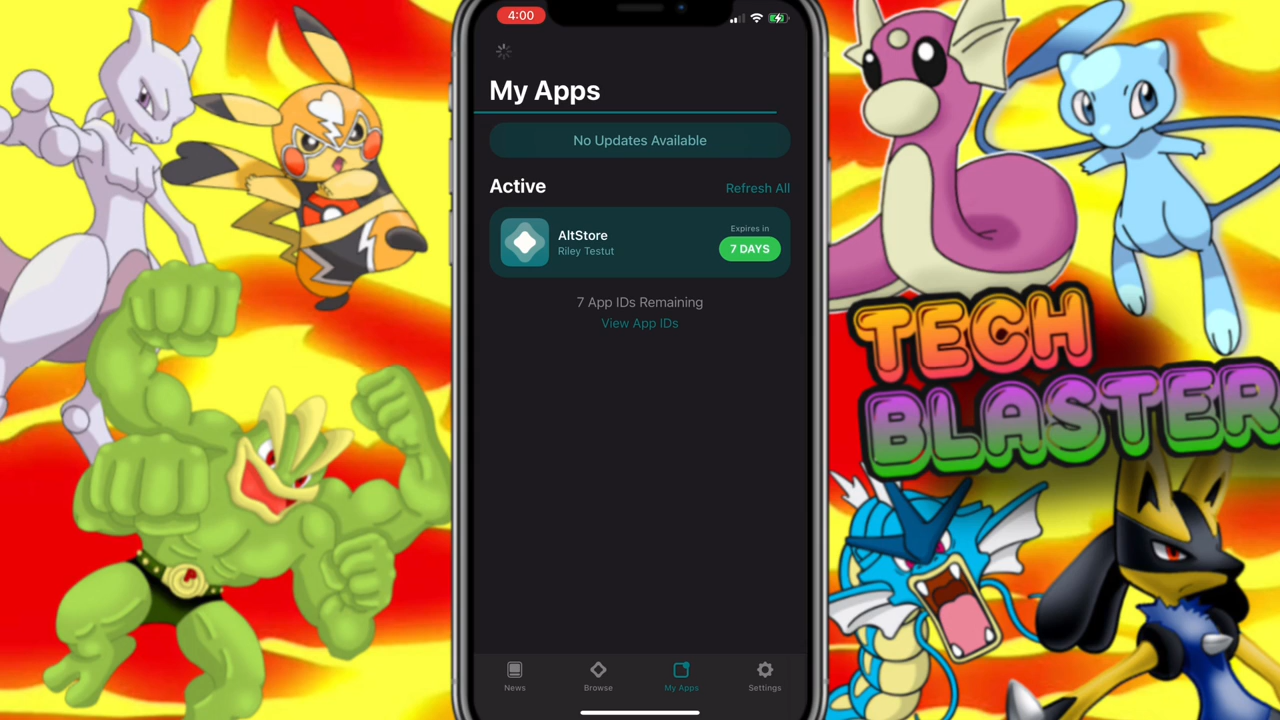 4:00
My Apps
No Updates Available
Active
Refresh All
AltStore
Riley Testut
Expires in
7 DAYS
7 App IDs Remaining
View App IDs
News
Browse
My Apps
Settings
TECH
BLASTER